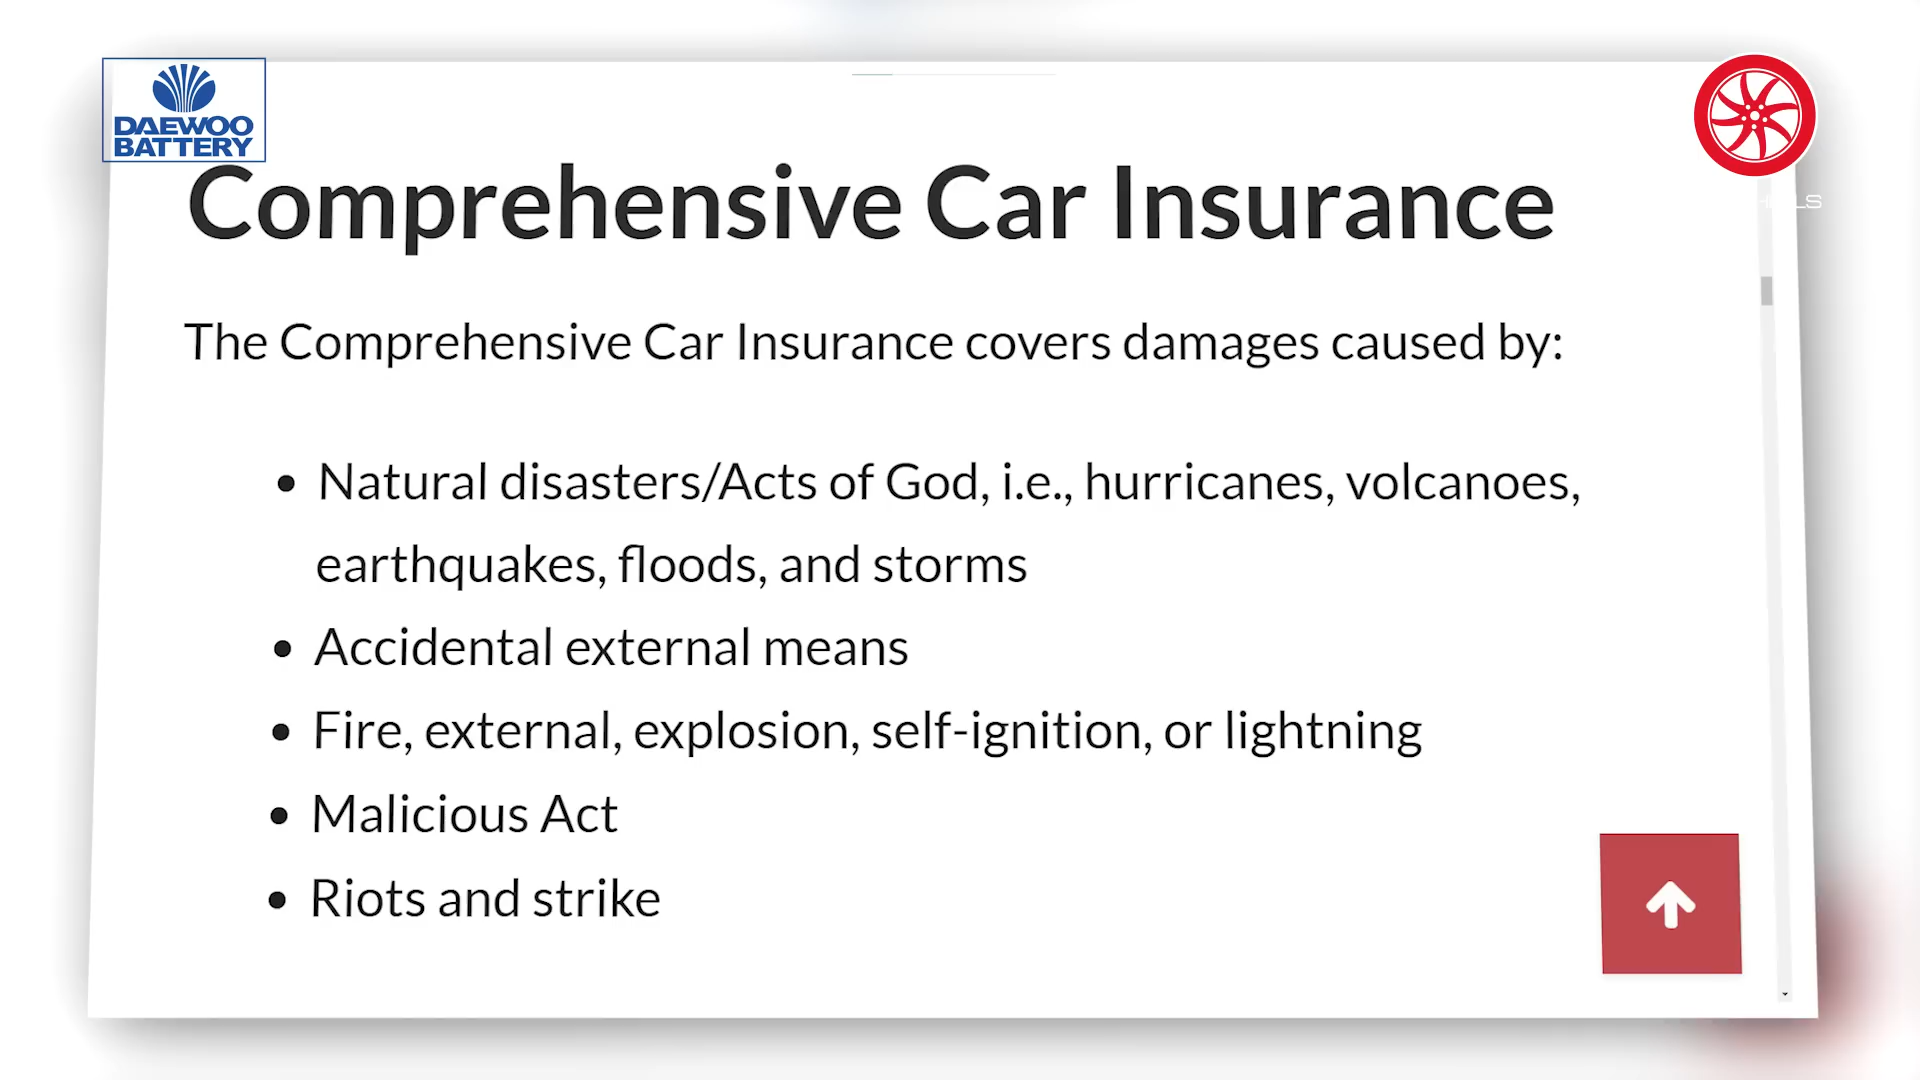 DAEWOO
BATTERY
Comprehensive Car Insurance
The Comprehensive Car Insurance covers damages caused by:
• Natural disasters/Acts of God, i.e., hurricanes, volcanoes,
earthquakes, floods, and storms
• Accidental external means
• Fire, external, explosion, self-ignition, or lightning
• Malicious Act
• Riots and strike